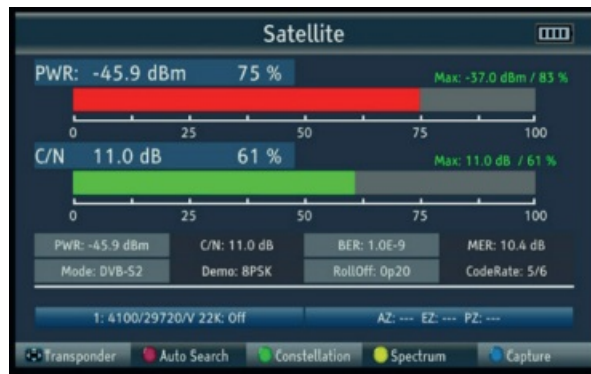 Satellite
PWR: -45.9 dBm 75 % Max: -37.0 dBm / 83 %
0 25 50 75 100
C/N 11.0 dB 61 % Max: 11.0 dB / 61 %
0 25 50 75 100
PWR: -45.9 dBm C/N: 11.0 dB BER: 1.0E-9 MER: 10.4 dB
Mode: DVB-S2 Demo: 8PSK RollOff: 0p20 CodeRate: 5/6
1: 4100/29720/V 22K: Off AZ: --- EZ: --- PZ: ---
Transponder Auto Search Constellation Spectrum Capture